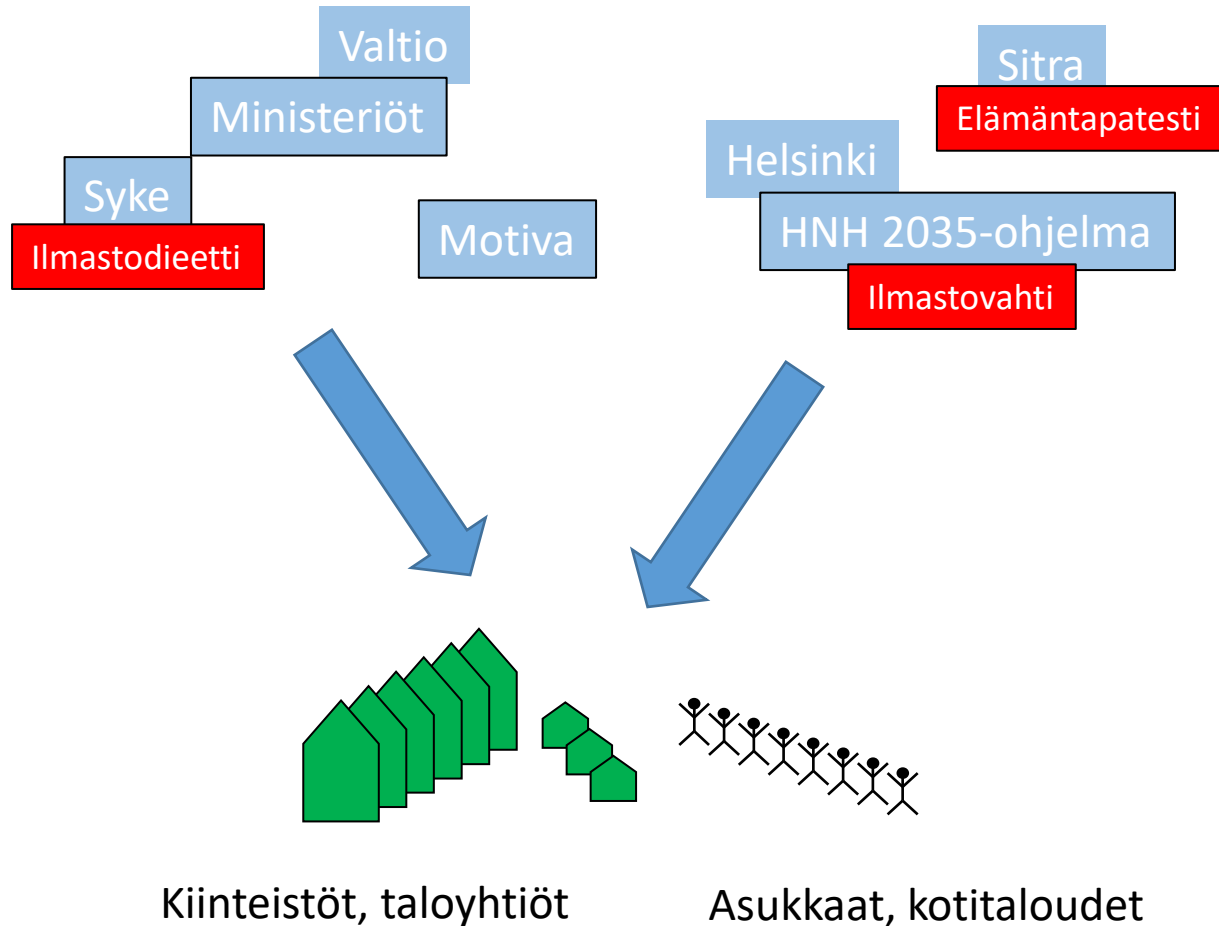 Valtio
Ministeriöt
Syke
Ilmastodieetti
Motiva
Sitra
Elämäntapatesti
Helsinki
HNH 2035-ohjelma
Ilmastovahti
Kiinteistöt, taloyhtiöt
Asukkaat, kotitaloudet